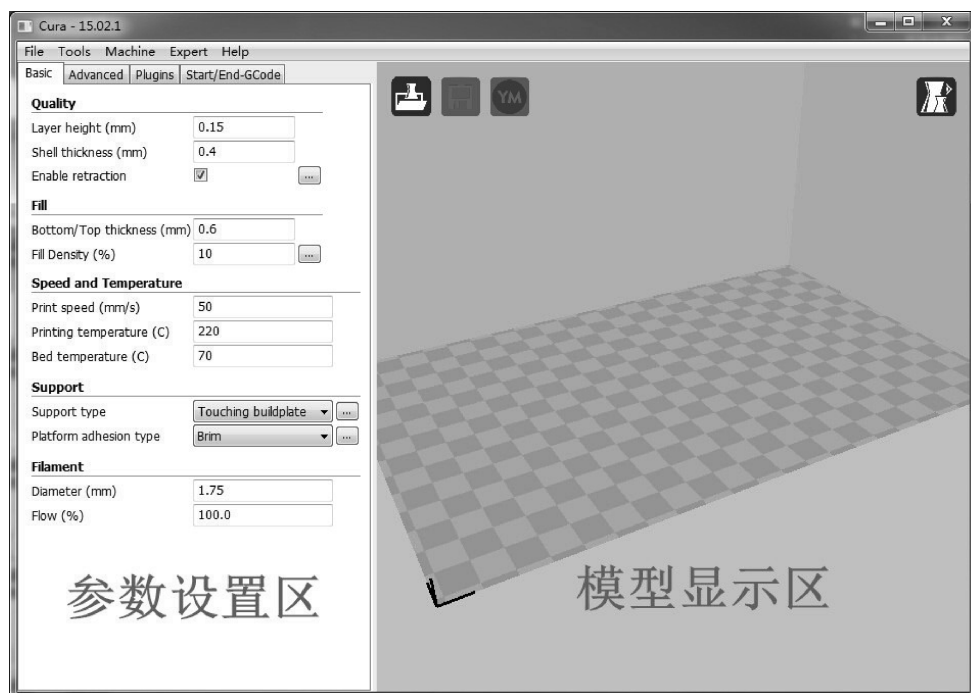 Cura - 15.02.1
File Tools Machine Expert Help
Basic Advanced Plugins Start/End-GCode
Quality
Layer height (mm) 0.15
Shell thickness (mm) 0.4
Enable retraction ...
Fill
Bottom/Top thickness (mm) 0.6
Fill Density (%) 10 ...
Speed and Temperature
Print speed (mm/s) 50
Printing temperature (C) 220
Bed temperature (C) 70
Support
Support type Touching buildplate ...
Platform adhesion type Brim ...
Filament
Diameter (mm) 1.75
Flow (%) 100.0
参数设置区
YM
模型显示区